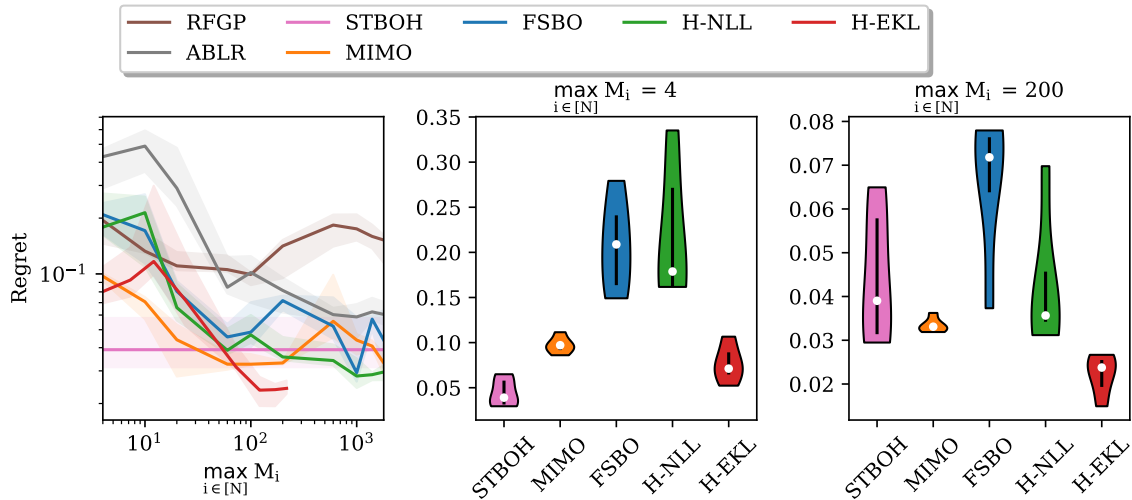 RFGP STBOH FSBO H-NLL H-EKL
ABLR MIMO
max M_i = 4
i∈[N]
max M_i = 200
i∈[N]
Regret
10^−1
10^1 10^2 10^3
max M_i
i∈[N]
0.35
0.30
0.25
0.20
0.15
0.10
0.05
STBOH MIMO FSBO H-NLL H-EKL
0.08
0.07
0.06
0.05
0.04
0.03
0.02
STBOH MIMO FSBO H-NLL H-EKL